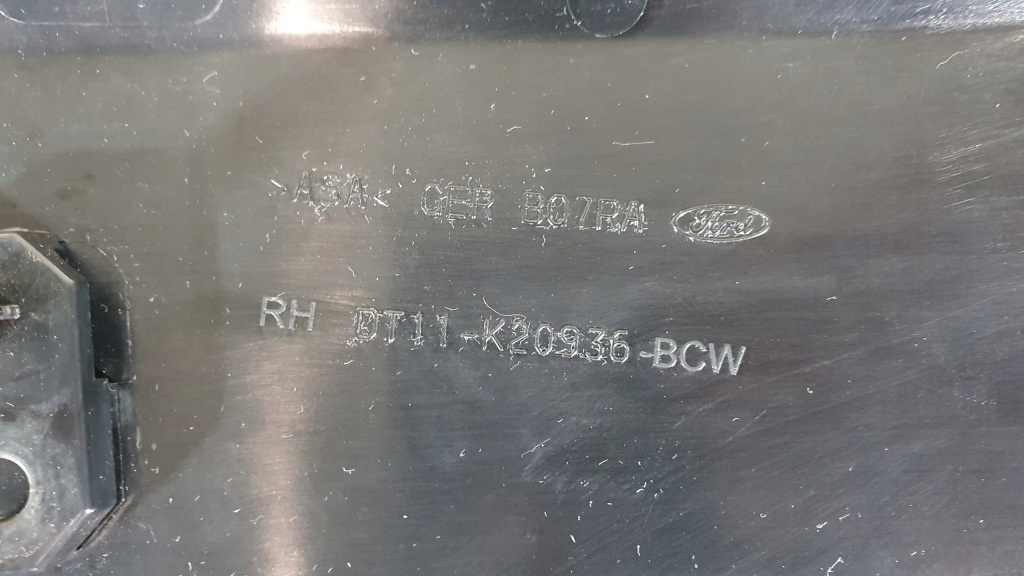 >ASA< GER B07RA Ford
RH DT11-K20936-BCW